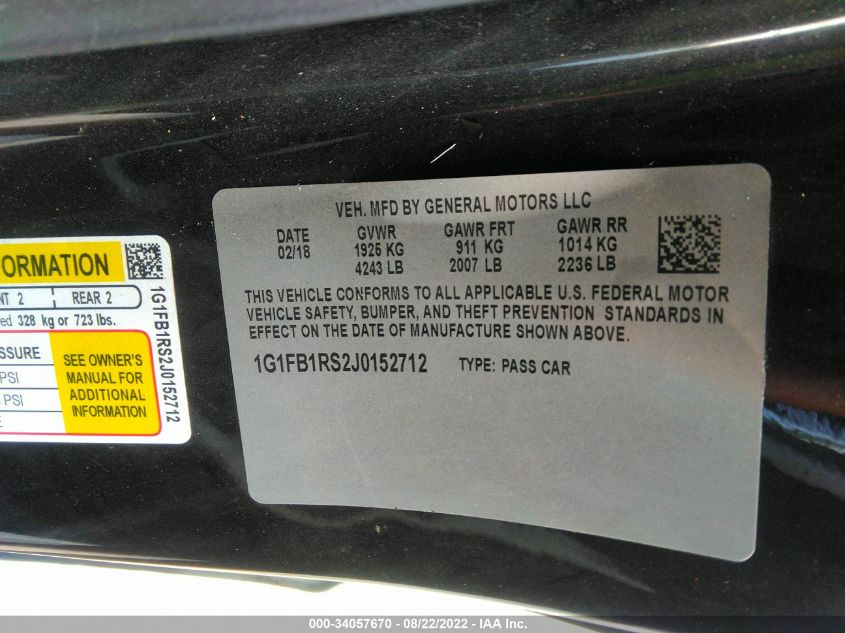 VEH. MFD BY GENERAL MOTORS LLC
DATE GVWR GAWR FRT GAWR RR
02/18 1925 KG 911 KG 1014 KG
4243 LB 2007 LB 2236 LB
THIS VEHICLE CONFORMS TO ALL APPLICABLE U.S. FEDERAL MOTOR
VEHICLE SAFETY, BUMPER, AND THEFT PREVENTION STANDARDS IN
EFFECT ON THE DATE OF MANUFACTURE SHOWN ABOVE.
1G1FB1RS2J0152712 TYPE: PASS CAR
ORMATION
NT 2 REAR 2
ed 328 kg or 723 lbs.
SSURE
PSI
PSI
E
SEE OWNER'S
MANUAL FOR
ADDITIONAL
INFORMATION
1G1FB1RS2J0152712
000-34057670 - 08/22/2022 - IAA Inc.